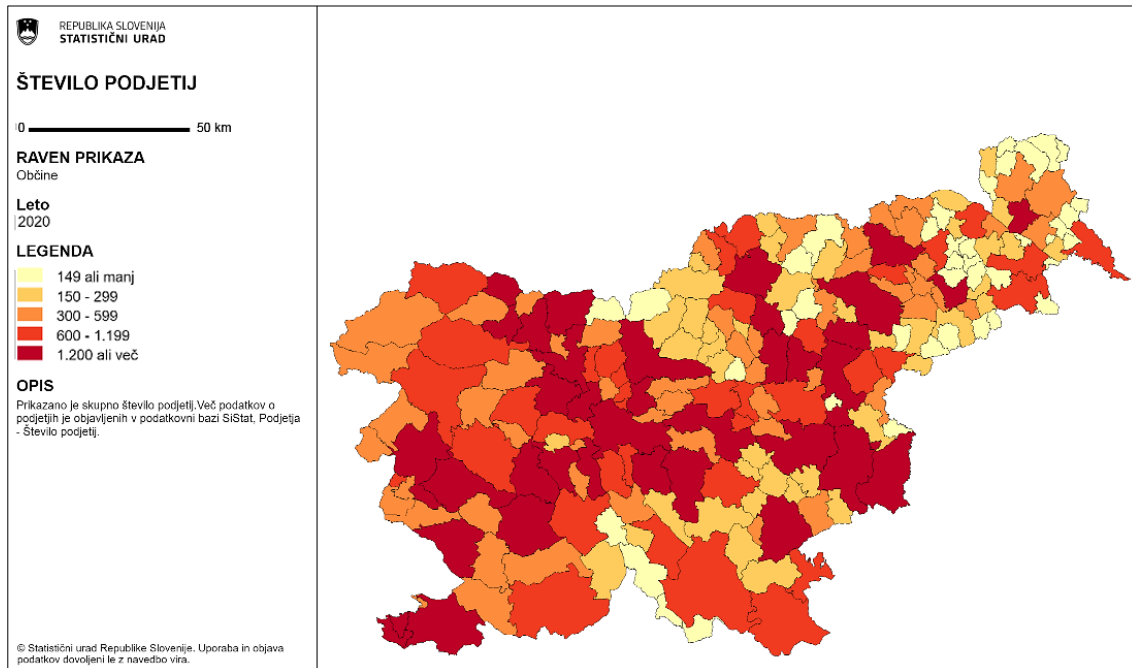 REPUBLIKA SLOVENIJA
STATISTIČNI URAD
ŠTEVILO PODJETIJ
0 50 km
RAVEN PRIKAZA
Občine
Leto
2020
LEGENDA
149 ali manj
150 - 299
300 - 599
600 - 1.199
1.200 ali več
OPIS
Prikazano je skupno število podjetij.Več podatkov o
podjetjih je objavljenih v podatkovni bazi SiStat, Podjetja
- Število podjetij.
© Statistični urad Republike Slovenije. Uporaba in objava
podatkov dovoljeni le z navedbo vira.